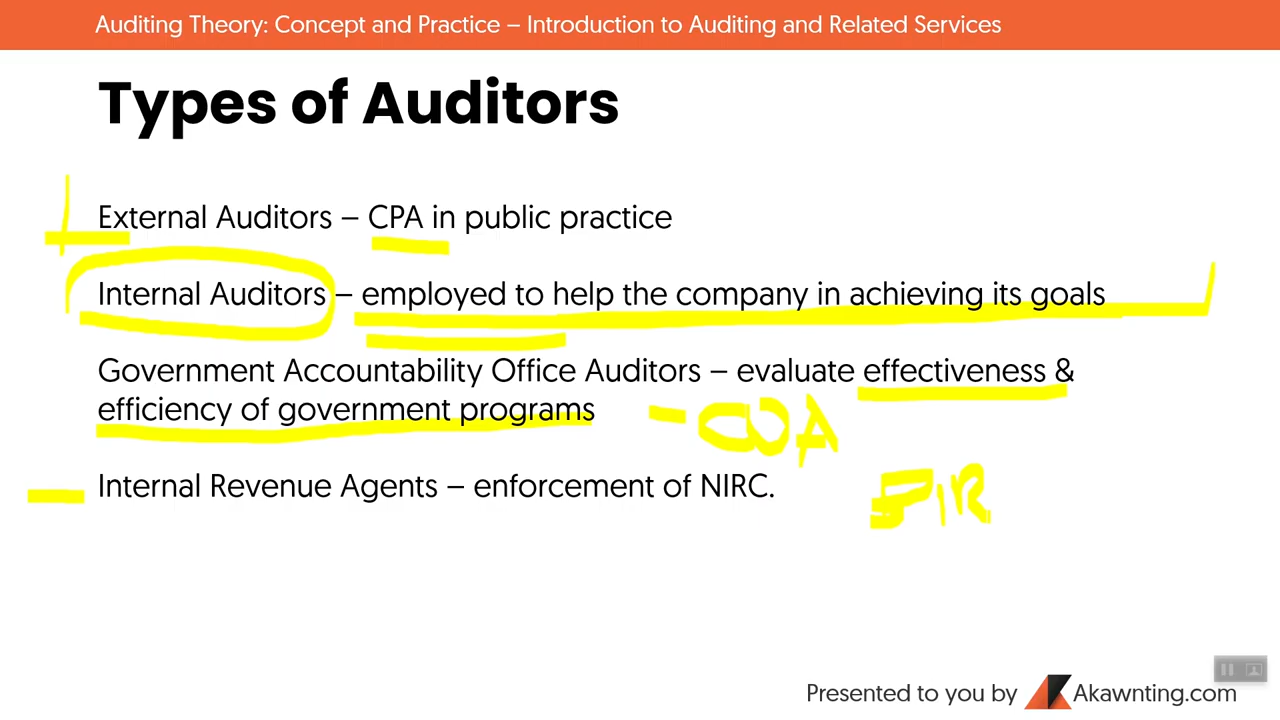 Auditing Theory: Concept and Practice – Introduction to Auditing and Related Services
Types of Auditors
External Auditors – CPA in public practice
Internal Auditors – employed to help the company in achieving its goals
Government Accountability Office Auditors – evaluate effectiveness &
efficiency of government programs
- COA
Internal Revenue Agents – enforcement of NIRC.
BIR
Presented to you by Akawnting.com